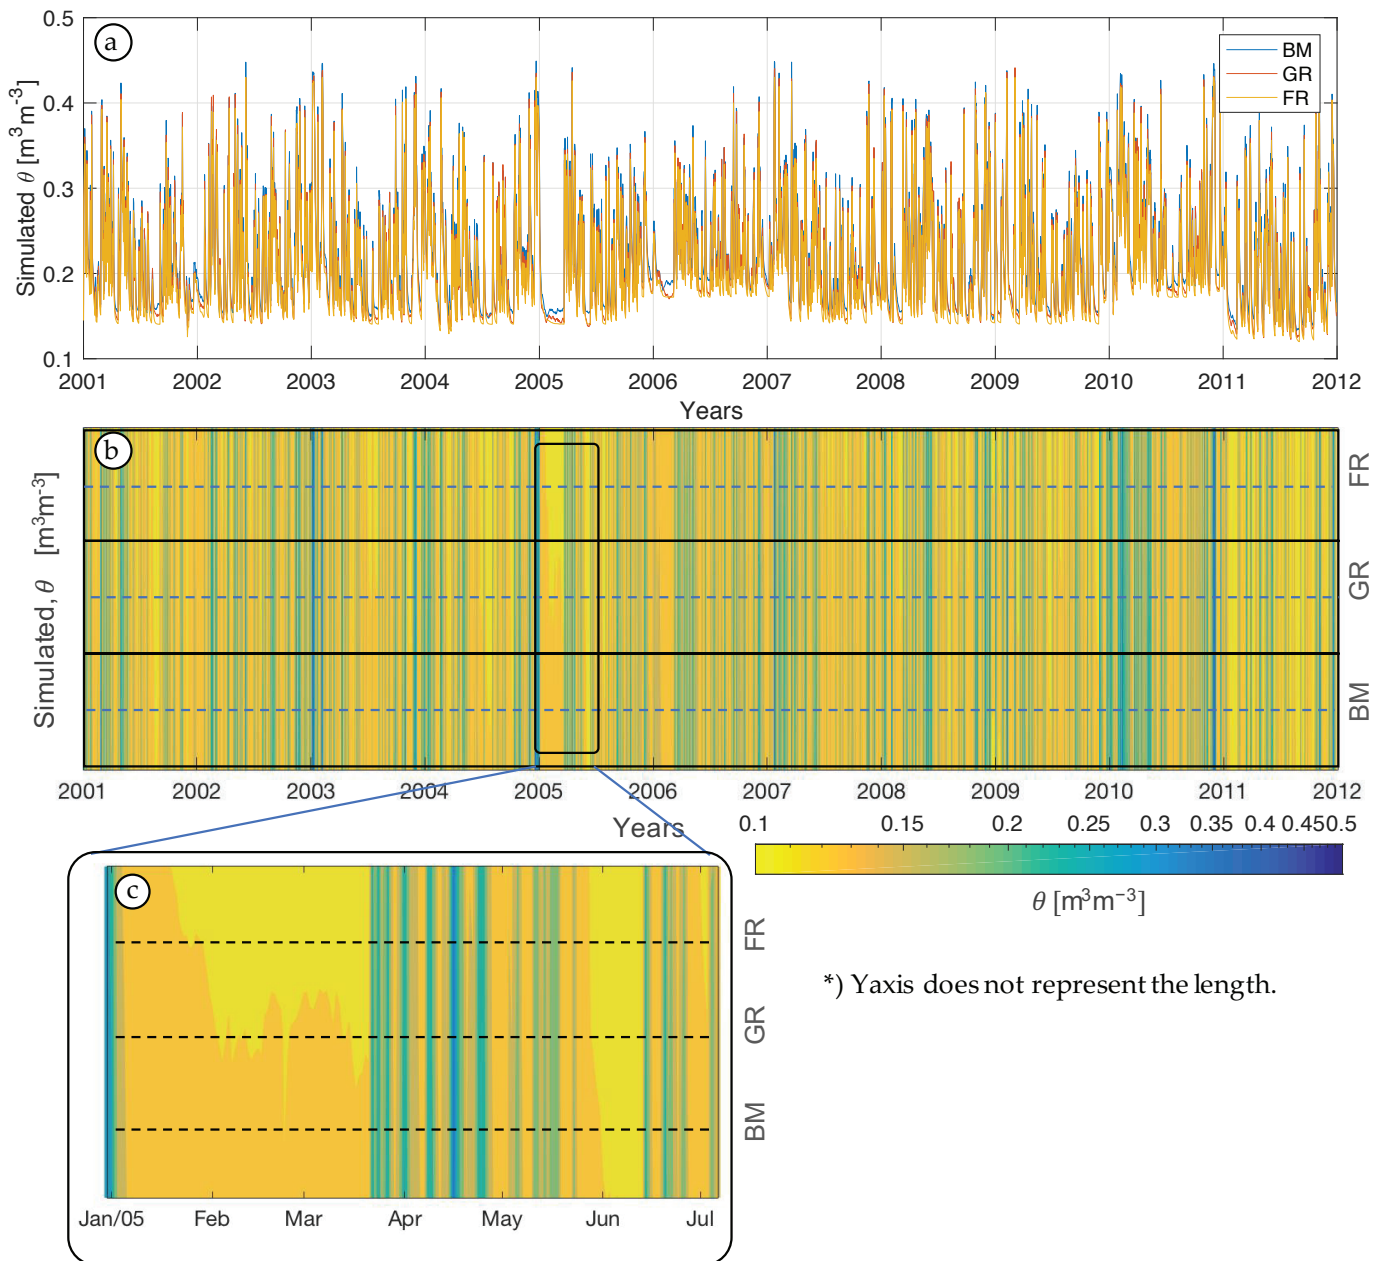 a
Simulated θ [m³m⁻³]
0.5
0.4
0.3
0.2
0.1
BM
GR
FR
2001 2002 2003 2004 2005 2006 2007 2008 2009 2010 2011 2012
Years
b
Simulated, θ [m³m⁻³]
FR
GR
BM
2001 2002 2003 2004 2005 2006 2007 2008 2009 2010 2011 2012
Years
0.1 0.15 0.2 0.25 0.3 0.35 0.4 0.45 0.5
θ [m³m⁻³]
c
FR
GR
BM
Jan/05 Feb Mar Apr May Jun Jul
*) Yaxis does not represent the length.